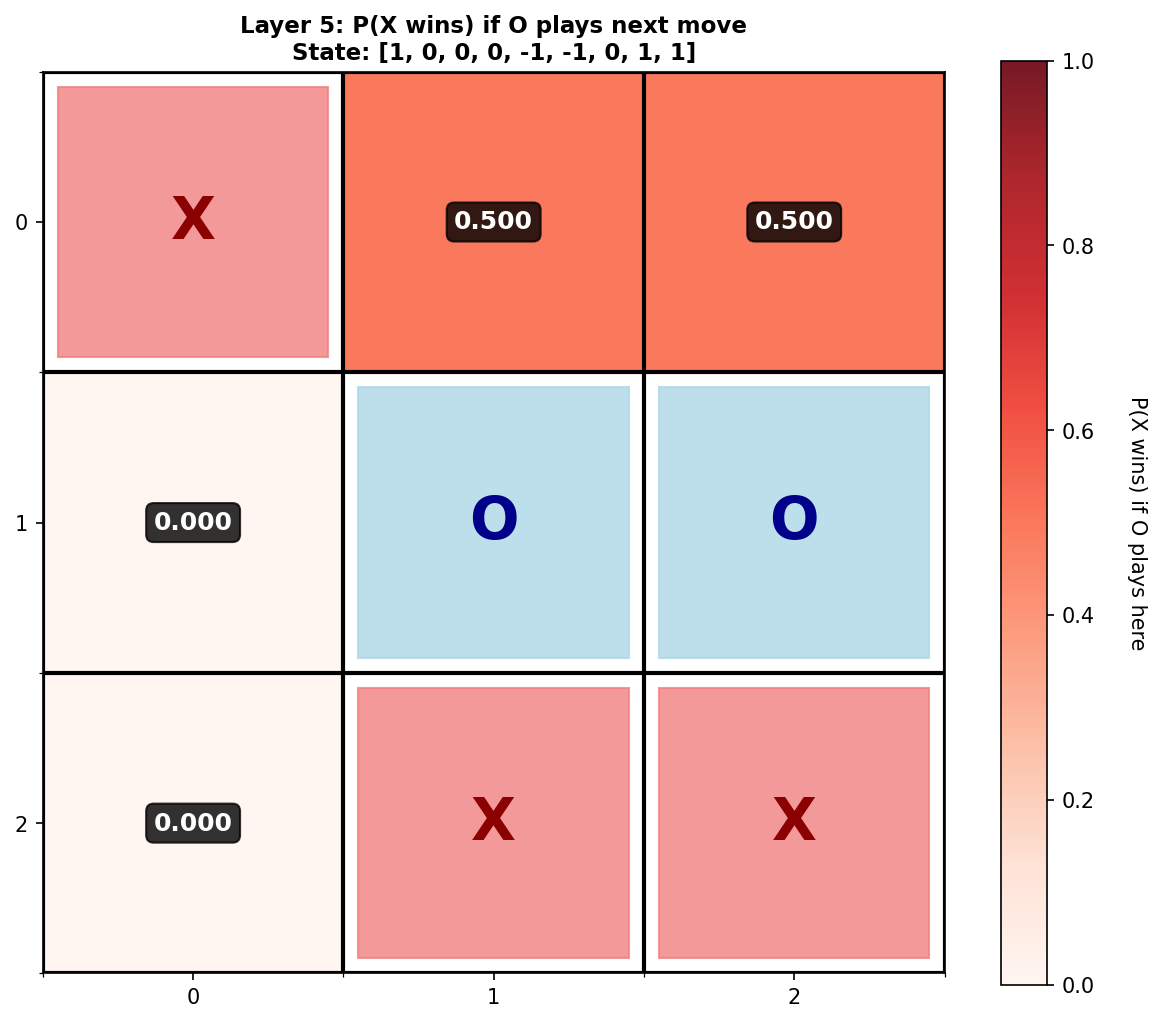 Layer 5: P(X wins) if O plays next move
State: [1, 0, 0, 0, -1, -1, 0, 1, 1]
X
0.500
0.500
0.000
O
O
0.000
X
X
0
1
2
0
1
2
1.0
0.8
0.6
0.4
0.2
0.0
P(X wins) if O plays here